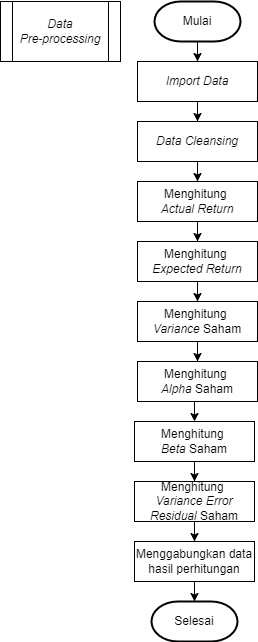 Data
Pre-processing
Mulai
Import Data
Data Cleansing
Menghitung
Actual Return
Menghitung
Expected Return
Menghitung
Variance Saham
Menghitung
Alpha Saham
Menghitung
Beta Saham
Menghitung
Variance Error
Residual Saham
Menggabungkan data
hasil perhitungan
Selesai